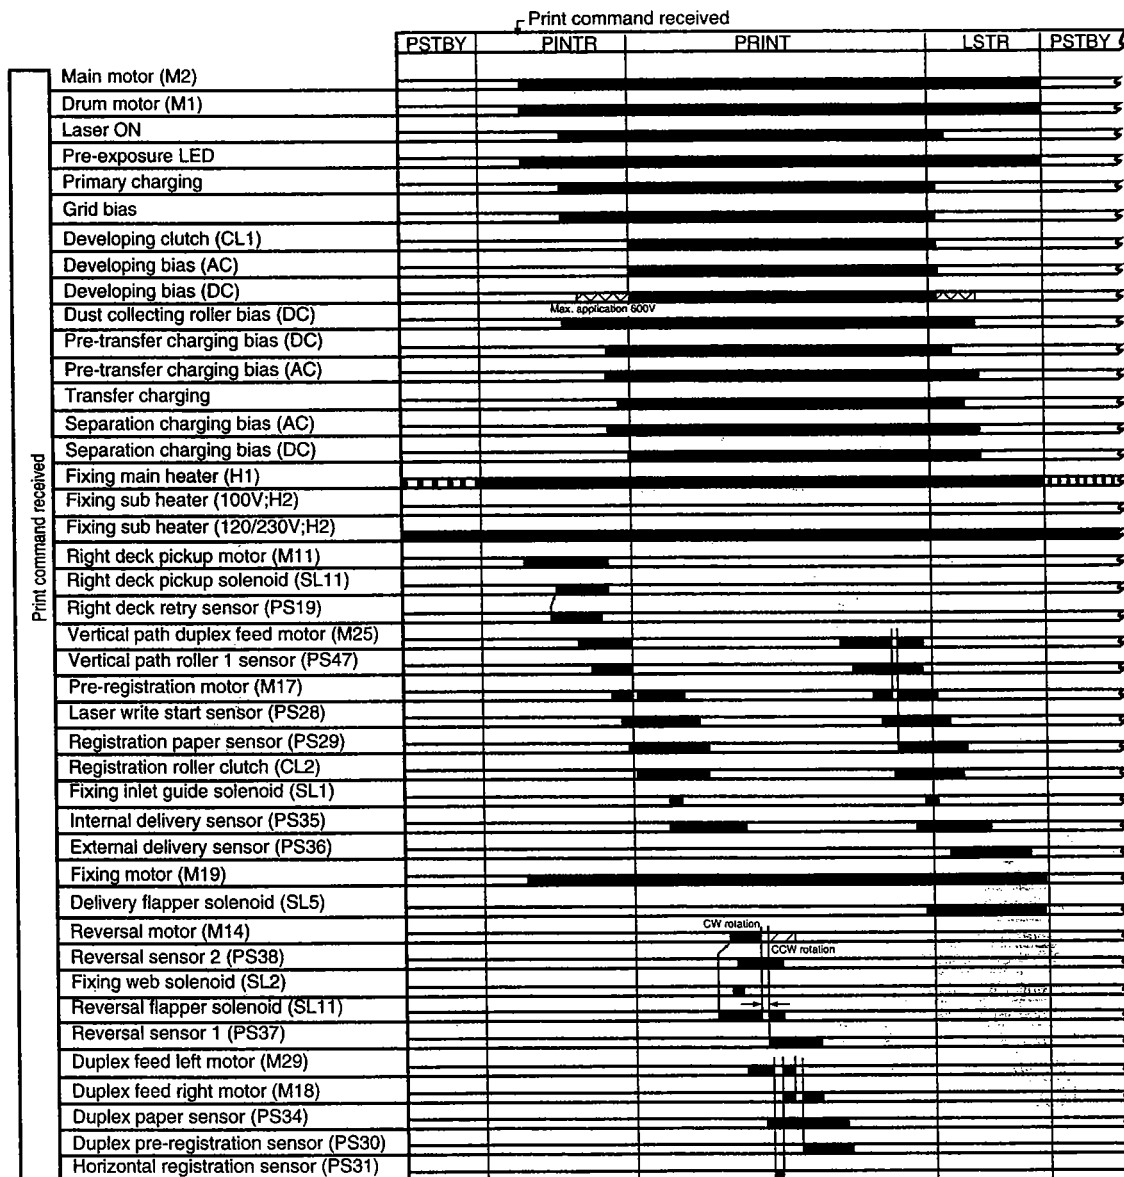 Print command received
PSTBY PINTR PRINT LSTR PSTBY
Print command received
Main motor (M2)
Drum motor (M1)
Laser ON
Pre-exposure LED
Primary charging
Grid bias
Developing clutch (CL1)
Developing bias (AC)
Developing bias (DC)
Max. application 600V
Dust collecting roller bias (DC)
Pre-transfer charging bias (DC)
Pre-transfer charging bias (AC)
Transfer charging
Separation charging bias (AC)
Separation charging bias (DC)
Fixing main heater (H1)
Fixing sub heater (100V;H2)
Fixing sub heater (120/230V;H2)
Right deck pickup motor (M11)
Right deck pickup solenoid (SL11)
Right deck retry sensor (PS19)
Vertical path duplex feed motor (M25)
Vertical path roller 1 sensor (PS47)
Pre-registration motor (M17)
Laser write start sensor (PS28)
Registration paper sensor (PS29)
Registration roller clutch (CL2)
Fixing inlet guide solenoid (SL1)
Internal delivery sensor (PS35)
External delivery sensor (PS36)
Fixing motor (M19)
Delivery flapper solenoid (SL5)
Reversal motor (M14)
CW rotation
CCW rotation
Reversal sensor 2 (PS38)
Fixing web solenoid (SL2)
Reversal flapper solenoid (SL11)
Reversal sensor 1 (PS37)
Duplex feed left motor (M29)
Duplex feed right motor (M18)
Duplex paper sensor (PS34)
Duplex pre-registration sensor (PS30)
Horizontal registration sensor (PS31)